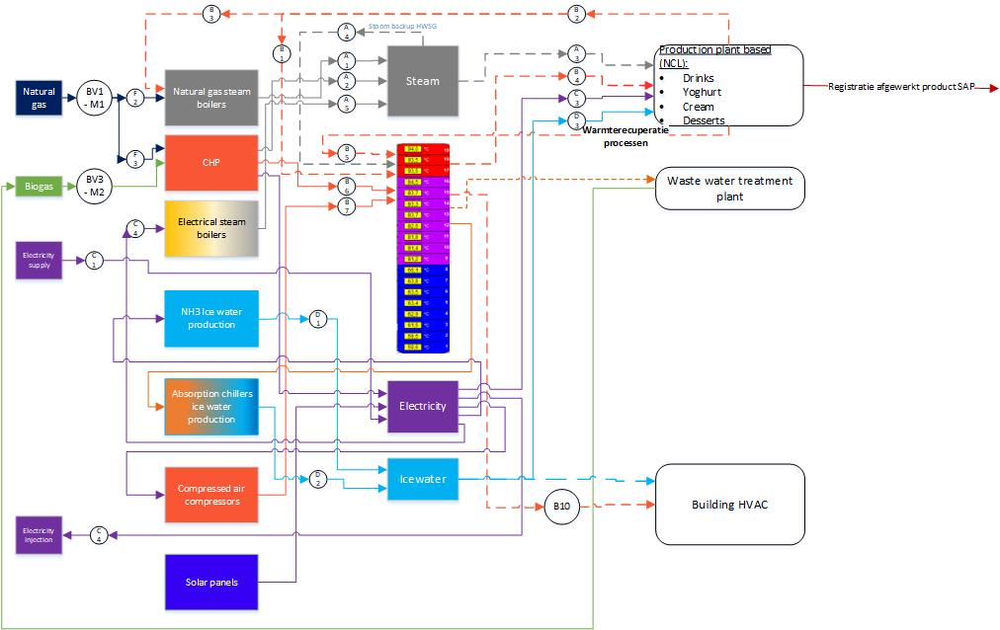 B
3
B
2
Stoom backup HWSG
A
4
B
1
Production plant based
(NCL):
• Drinks
• Yoghurt
• Cream
• Desserts
A
1
A
3
Steam
Natural
gas
BV1
- M1
F
2
Natural gas steam
boilers
A
2
B
4
Registratie afgewerkt product SAP
A
5
C
3
D
3
Warmterecuperatie
processen
F
3
CHP
B
5
Biogas
BV3
- M2
B
6
Waste water treatment
plant
B
7
Electrical steam
boilers
C
4
Electricity
supply
C
1
NH3 Ice water
production
D
1
Absorption chillers
ice water
production
Electricity
Icewater
D
2
Compressed air
compressors
B10
Building HVAC
Electricity
injection
C
4
Solar panels